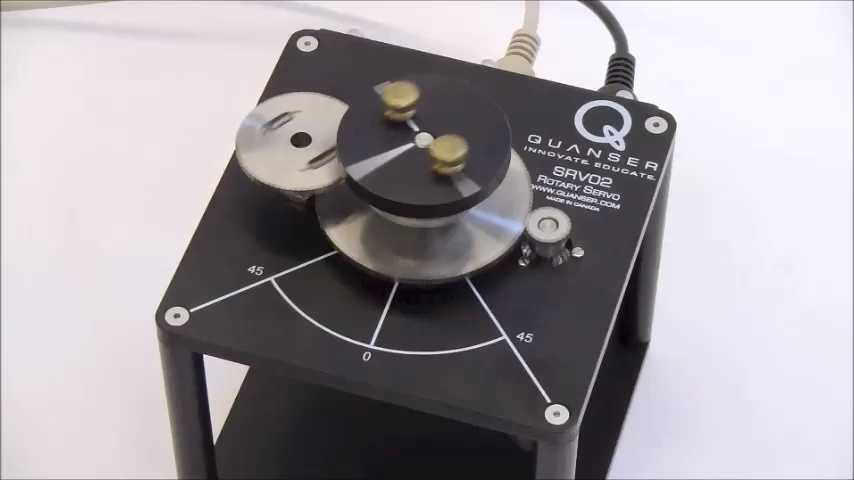 QUANSER
INNOVATE. EDUCATE.
SRV02
ROTARY SERVO
WWW.QUANSER.COM
MADE IN CANADA
45
45
0